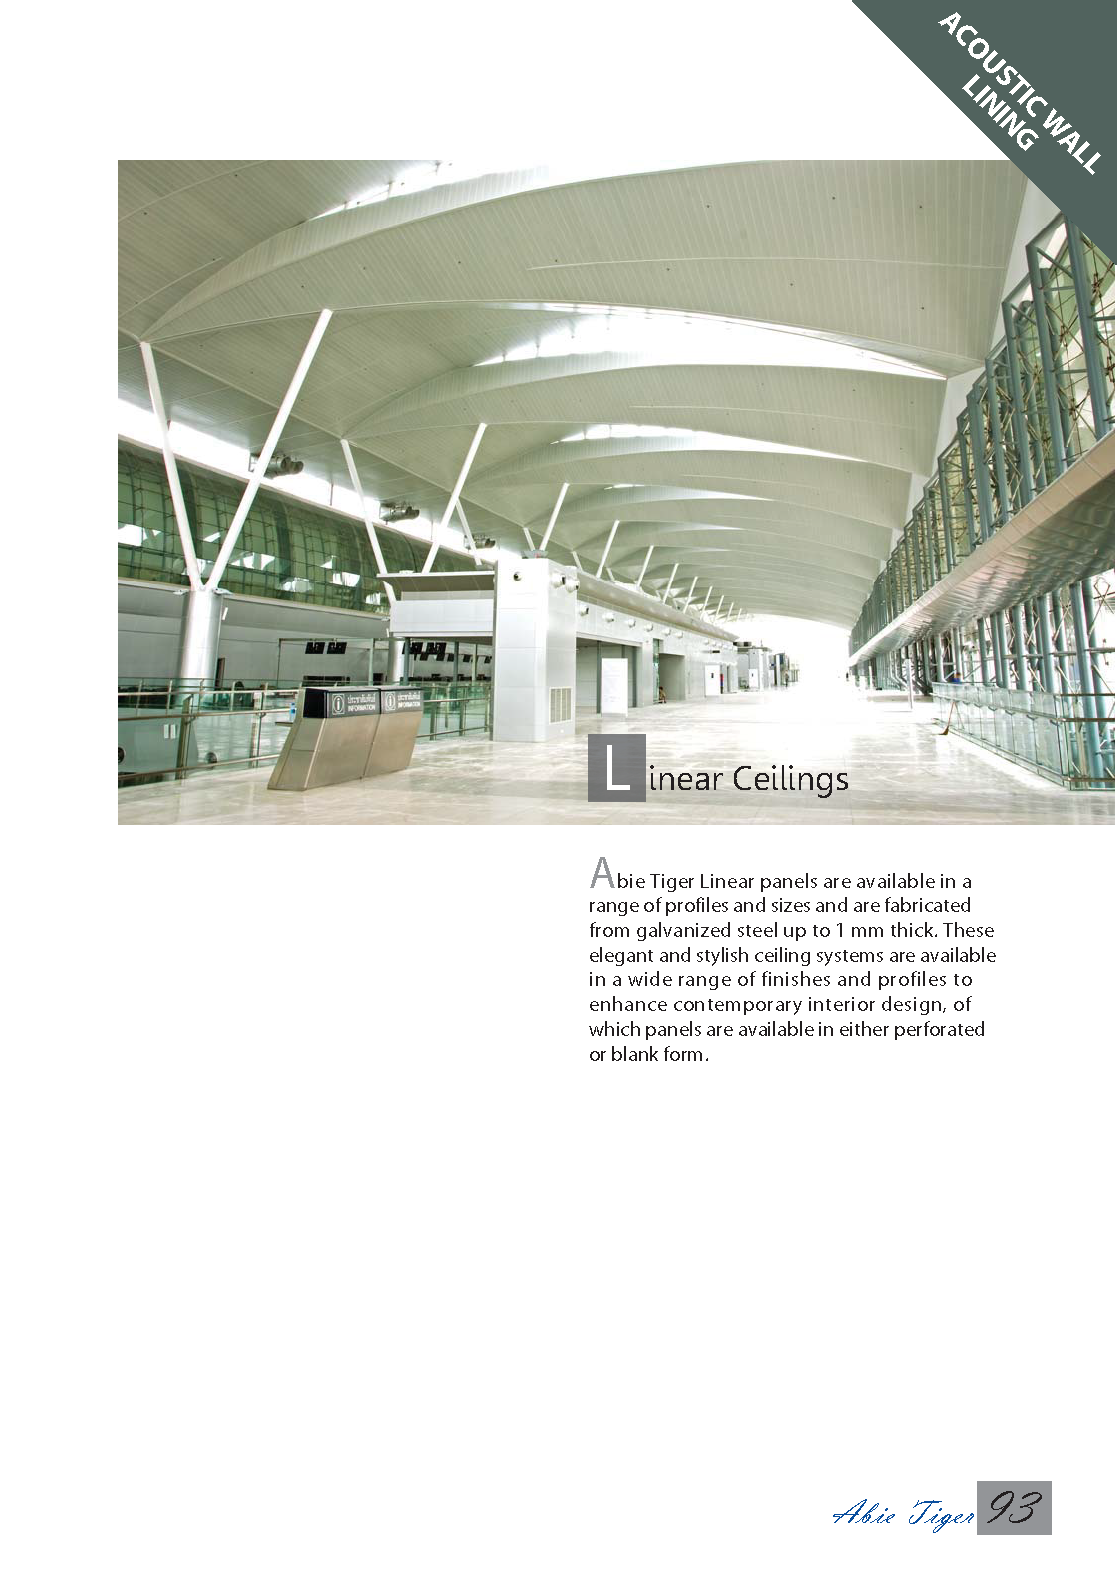 ACOUSTIC WALL
LINING
INFORMATION
INFORMATION
Linear Ceilings
Abie Tiger Linear panels are available in a
range of profiles and sizes and are fabricated
from galvanized steel up to 1 mm thick. These
elegant and stylish ceiling systems are available
in a wide range of finishes and profiles to
enhance contemporary interior design, of
which panels are available in either perforated
or blank form.
Abie Tiger 93